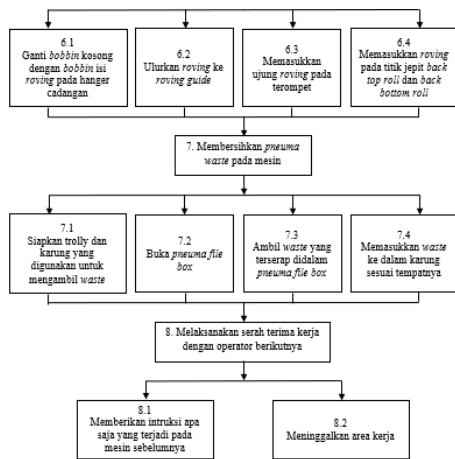 6.1
Ganti bobbin kosong
dengan bobbin isi
roving pada hanger
cadangan
6.2
Ulurkan roving ke
roving guide
6.3
Memasukkan
ujung roving pada
terompet
6.4
Memasukkan roving
pada titik jepit back
top roll dan back
bottom roll
7. Membersihkan pneuma
waste pada mesin
7.1
Siapkan trolly dan
karung yang
digunakan untuk
mengambil waste
7.2
Buka pneuma file
box
7.3
Ambil waste yang
terserap didalam
pneuma file box
7.4
Memasukkan waste
ke dalam karung
sesuai tempatnya
8. Melaksanakan serah terima kerja
dengan operator berikutnya
8.1
Memberikan intruksi apa
saja yang terjadi pada
mesin sebelumnya
8.2
Meninggalkan area kerja